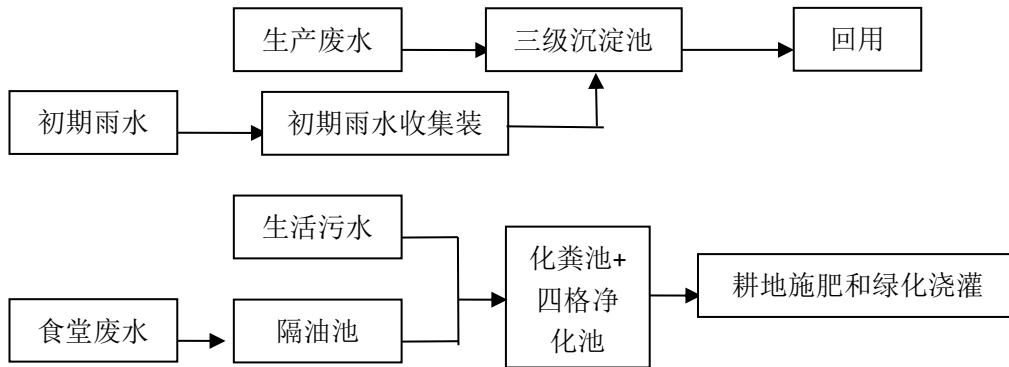 生产废水
三级沉淀池
回用
初期雨水
初期雨水收集装
生活污水
化粪池+
四格净
化池
耕地施肥和绿化浇灌
食堂废水
隔油池